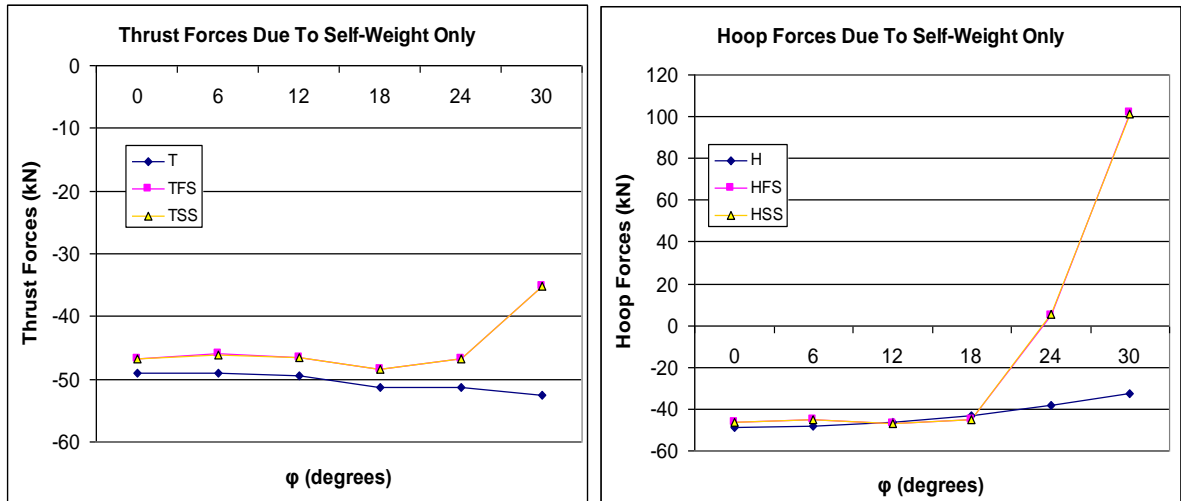 Thrust Forces Due To Self-Weight Only
0
-10
-20
-30
-40
-50
-60
0 6 12 18 24 30
T
TFS
TSS
Thrust Forces (kN)
φ (degrees)
Hoop Forces Due To Self-Weight Only
120
100
80
60
40
20
0
-20
-40
-60
0 6 12 18 24 30
H
HFS
HSS
Hoop Forces (kN)
φ (degrees)